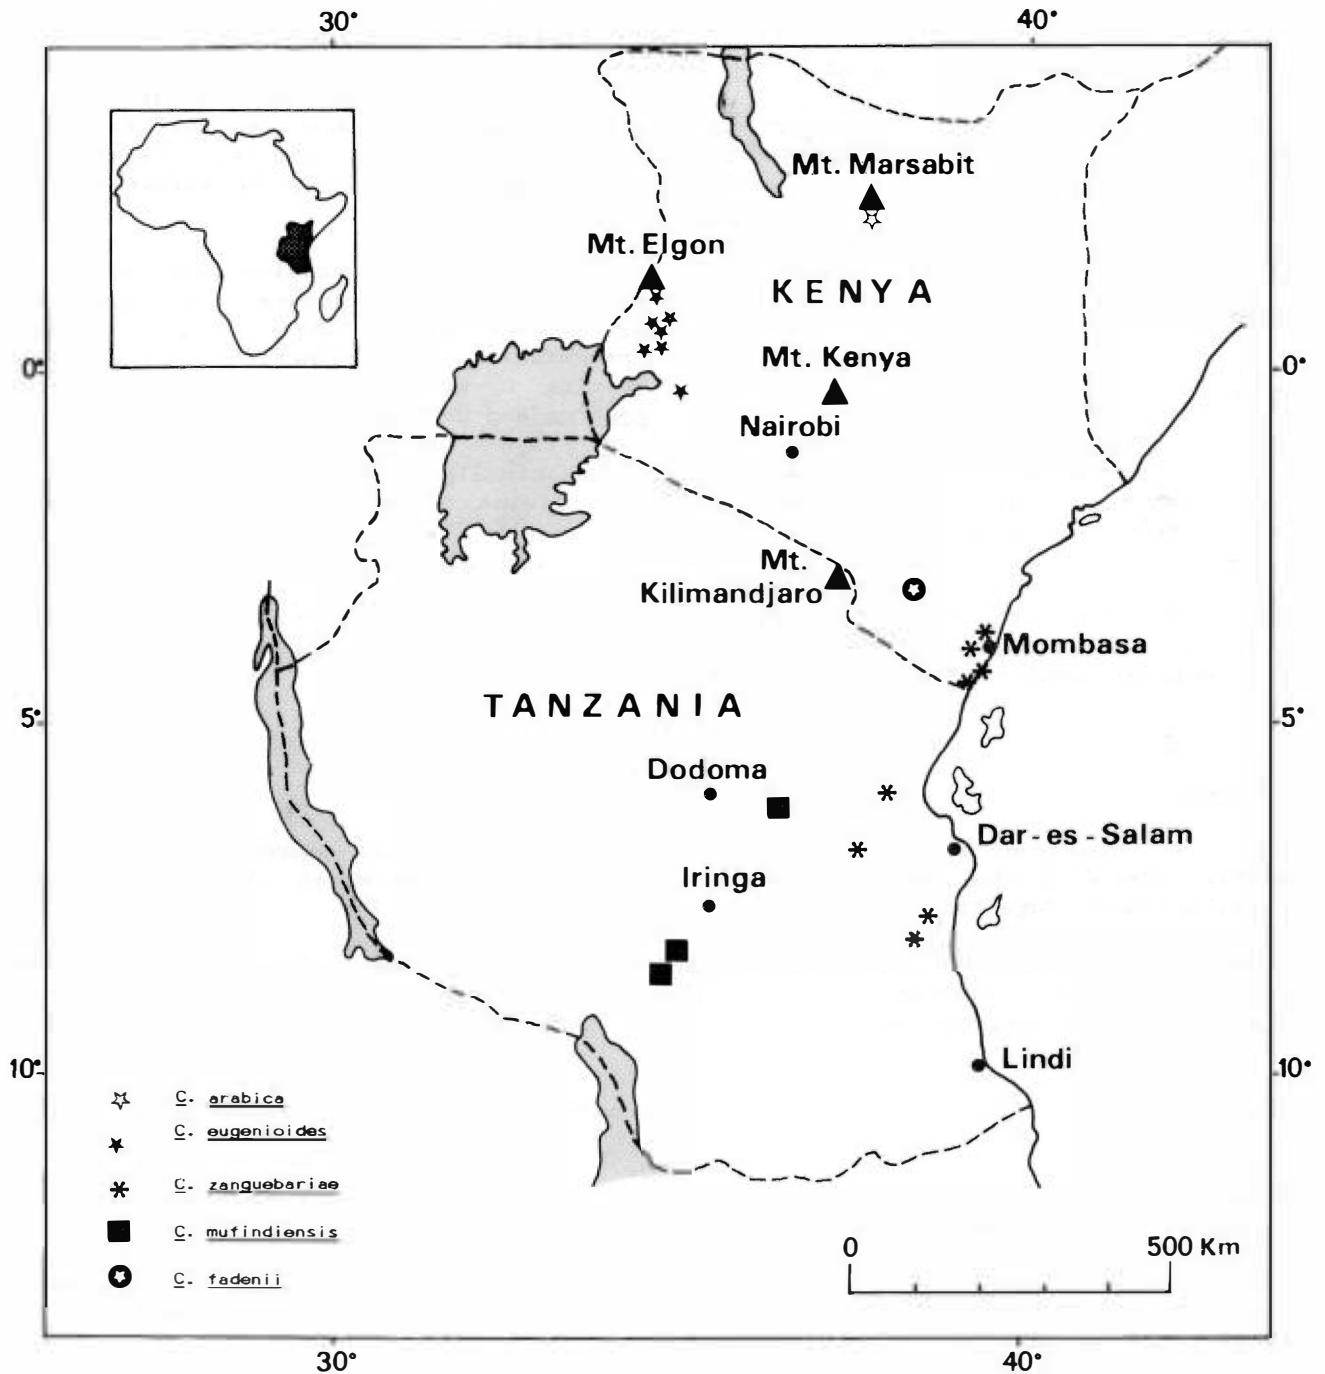 30°
40°
Mt. Marsabit
Mt. Elgon
KENYA
0°
Mt. Kenya
0°
Nairobi
Mt.
Kilimandjaro
Mombasa
TANZANIA
5°
5°
Dodoma
Dar-es-Salam
Iringa
Lindi
10°
10°
C. arabica
C. eugenioides
C. zanguebariae
C. mufindiensis
C. fadenii
0
500 Km
30°
40°